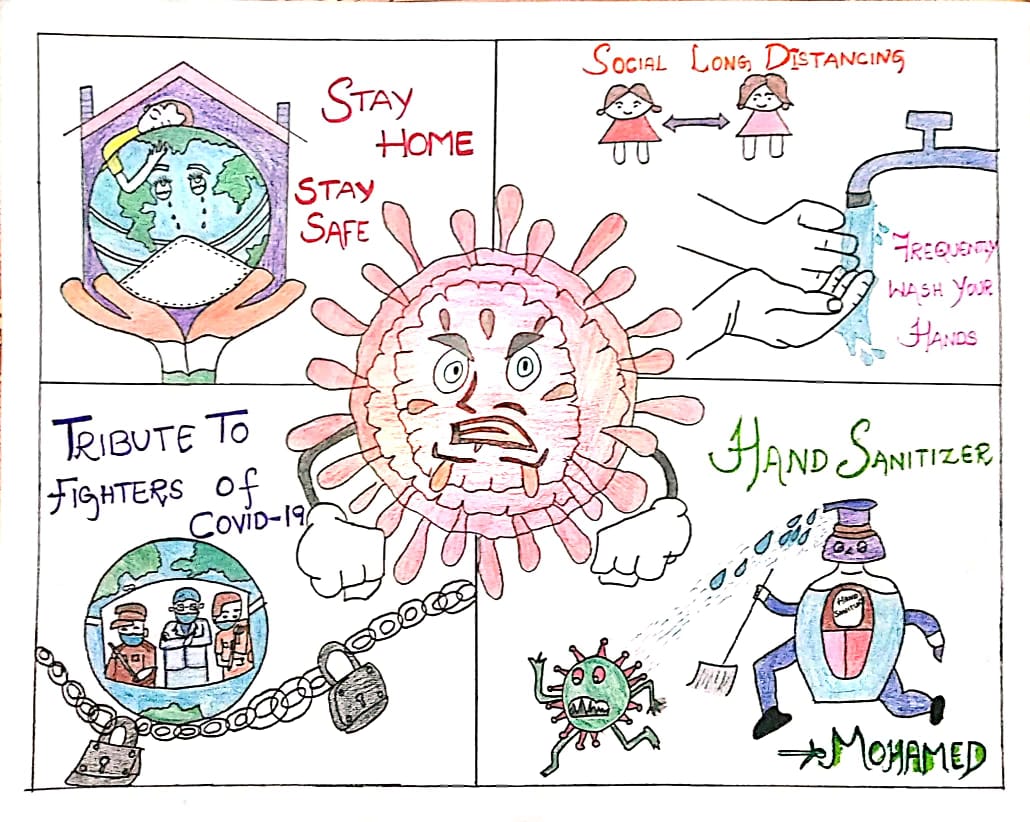 STAY
HOME
STAY
SAFE
SOCIAL LONG DISTANCING
FREQUENTLY
WASH YOUR
HANDS
TRIBUTE TO
FIGHTERS OF
COVID-19
HAND SANITIZER
HAND
MOHAMED